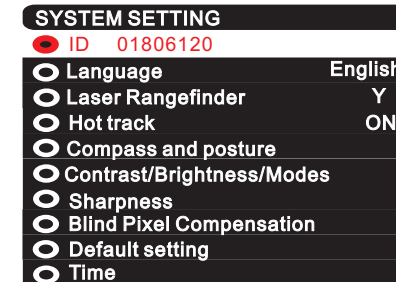 SYSTEM SETTING
ID 01806120
Language English
Laser Rangefinder Y
Hot track ON
Compass and posture
Contrast/Brightness/Modes
Sharpness
Blind Pixel Compensation
Default setting
Time